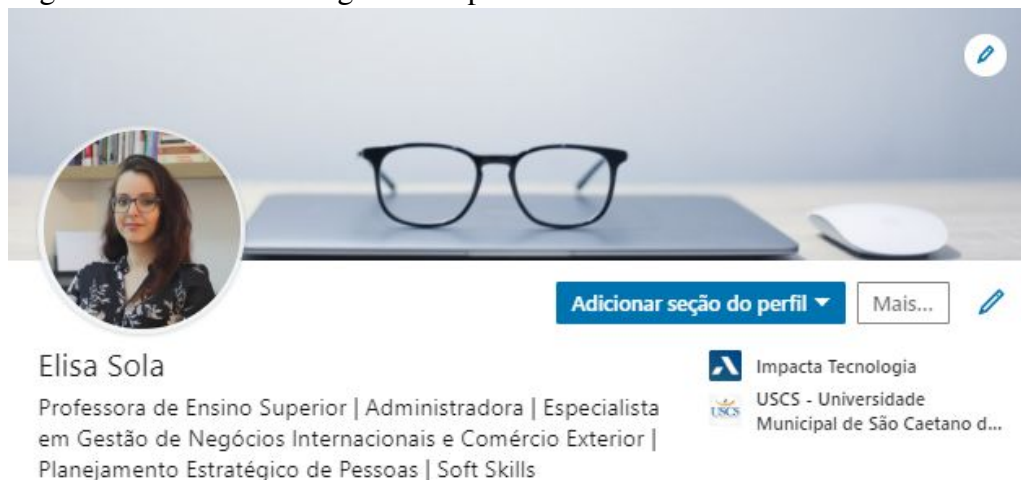 Adicionar seção do perfil
Mais...
Elisa Sola
Professora de Ensino Superior | Administradora | Especialista
em Gestão de Negócios Internacionais e Comércio Exterior |
Planejamento Estratégico de Pessoas | Soft Skills
Impacta Tecnologia
USCS
USCS - Universidade
Municipal de São Caetano d...